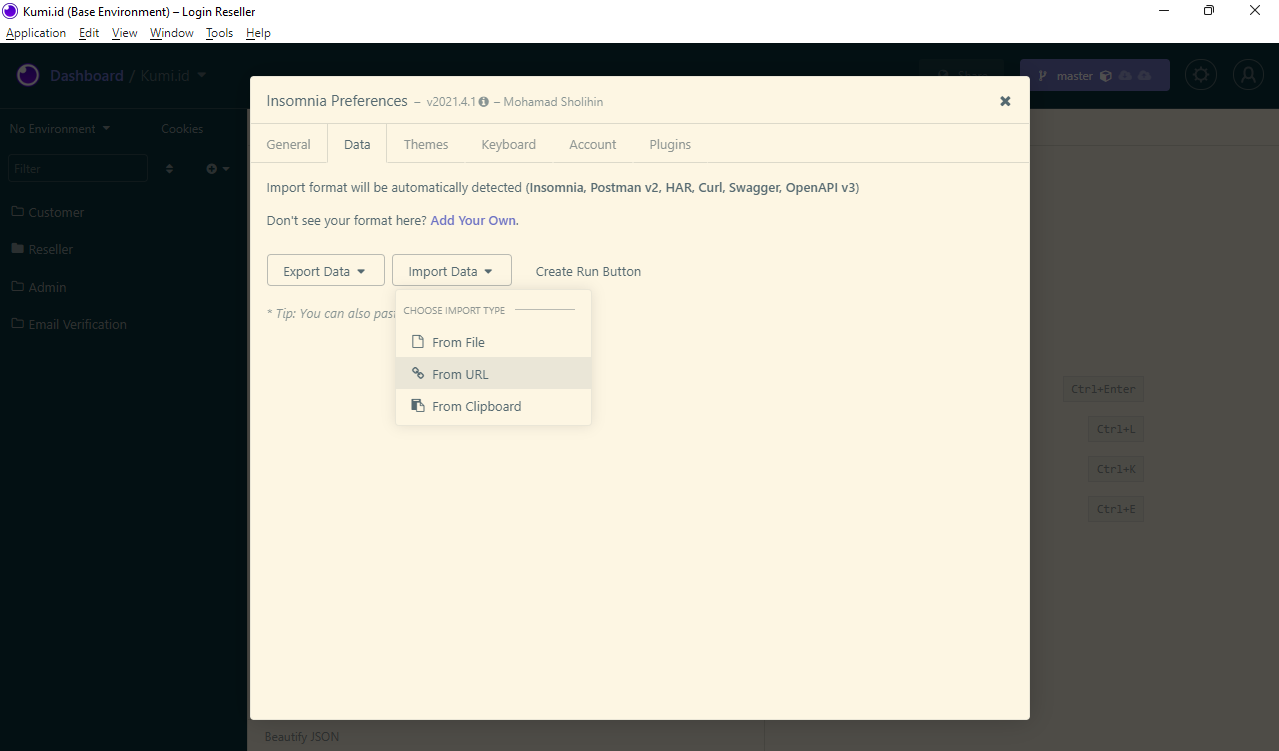 Kumi.id (Base Environment) – Login Reseller
Application Edit View Window Tools Help
Dashboard / Kumi.id
master
Insomnia Preferences – v2021.4.1 – Mohamad Sholihin
No Environment Cookies
General Data Themes Keyboard Account Plugins
Filter
Import format will be automatically detected (Insomnia, Postman v2, HAR, Curl, Swagger, OpenAPI v3)
Customer
Don't see your format here? Add Your Own.
Reseller
Export Data Import Data Create Run Button
Admin
* Tip: You can also
CHOOSE IMPORT TYPE
Email Verification
From File
From URL
Ctrl+Enter
From Clipboard
Ctrl+L
Ctrl+K
Ctrl+E
Beautify JSON